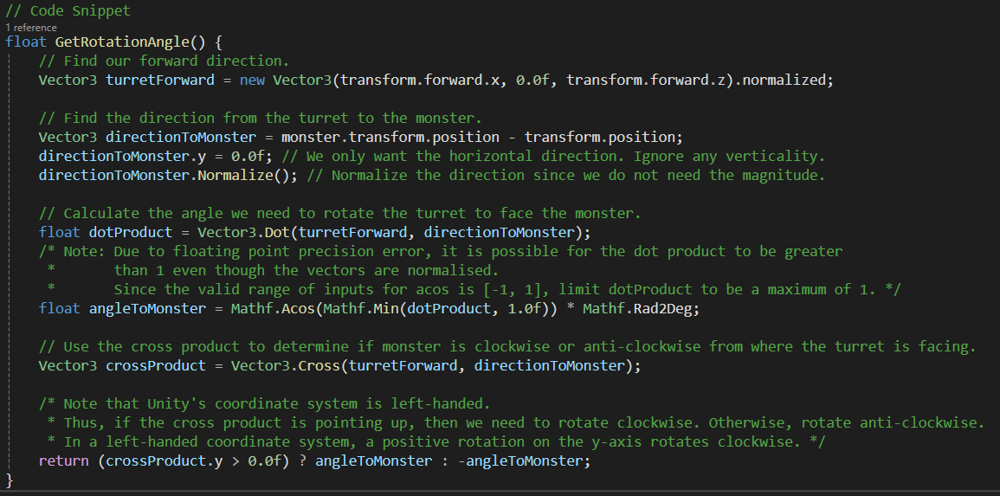 // Code Snippet
1 reference
float GetRotationAngle() {
    // Find our forward direction.
    Vector3 turretForward = new Vector3(transform.forward.x, 0.0f, transform.forward.z).normalized;

    // Find the direction from the turret to the monster.
    Vector3 directionToMonster = monster.transform.position - transform.position;
    directionToMonster.y = 0.0f; // We only want the horizontal direction. Ignore any verticality.
    directionToMonster.Normalize(); // Normalize the direction since we do not need the magnitude.

    // Calculate the angle we need to rotate the turret to face the monster.
    float dotProduct = Vector3.Dot(turretForward, directionToMonster);
    /* Note: Due to floating point precision error, it is possible for the dot product to be greater
     *       than 1 even though the vectors are normalised.
     *       Since the valid range of inputs for acos is [-1, 1], limit dotProduct to be a maximum of 1. */
    float angleToMonster = Mathf.Acos(Mathf.Min(dotProduct, 1.0f)) * Mathf.Rad2Deg;

    // Use the cross product to determine if monster is clockwise or anti-clockwise from where the turret is facing.
    Vector3 crossProduct = Vector3.Cross(turretForward, directionToMonster);

    /* Note that Unity's coordinate system is left-handed.
     * Thus, if the cross product is pointing up, then we need to rotate clockwise. Otherwise, rotate anti-clockwise.
     * In a left-handed coordinate system, a positive rotation on the y-axis rotates clockwise. */
    return (crossProduct.y > 0.0f) ? angleToMonster : -angleToMonster;
}